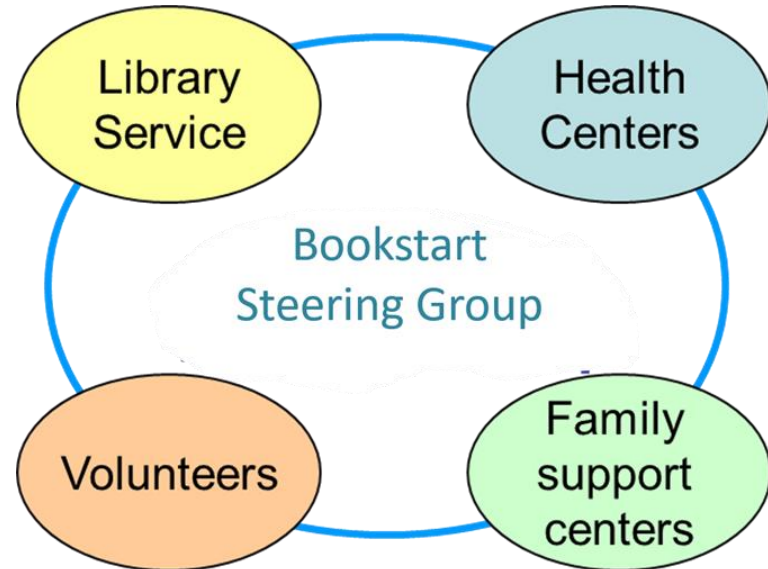 Library
Service
Health
Centers
Bookstart
Steering Group
Volunteers
Family
support
centers